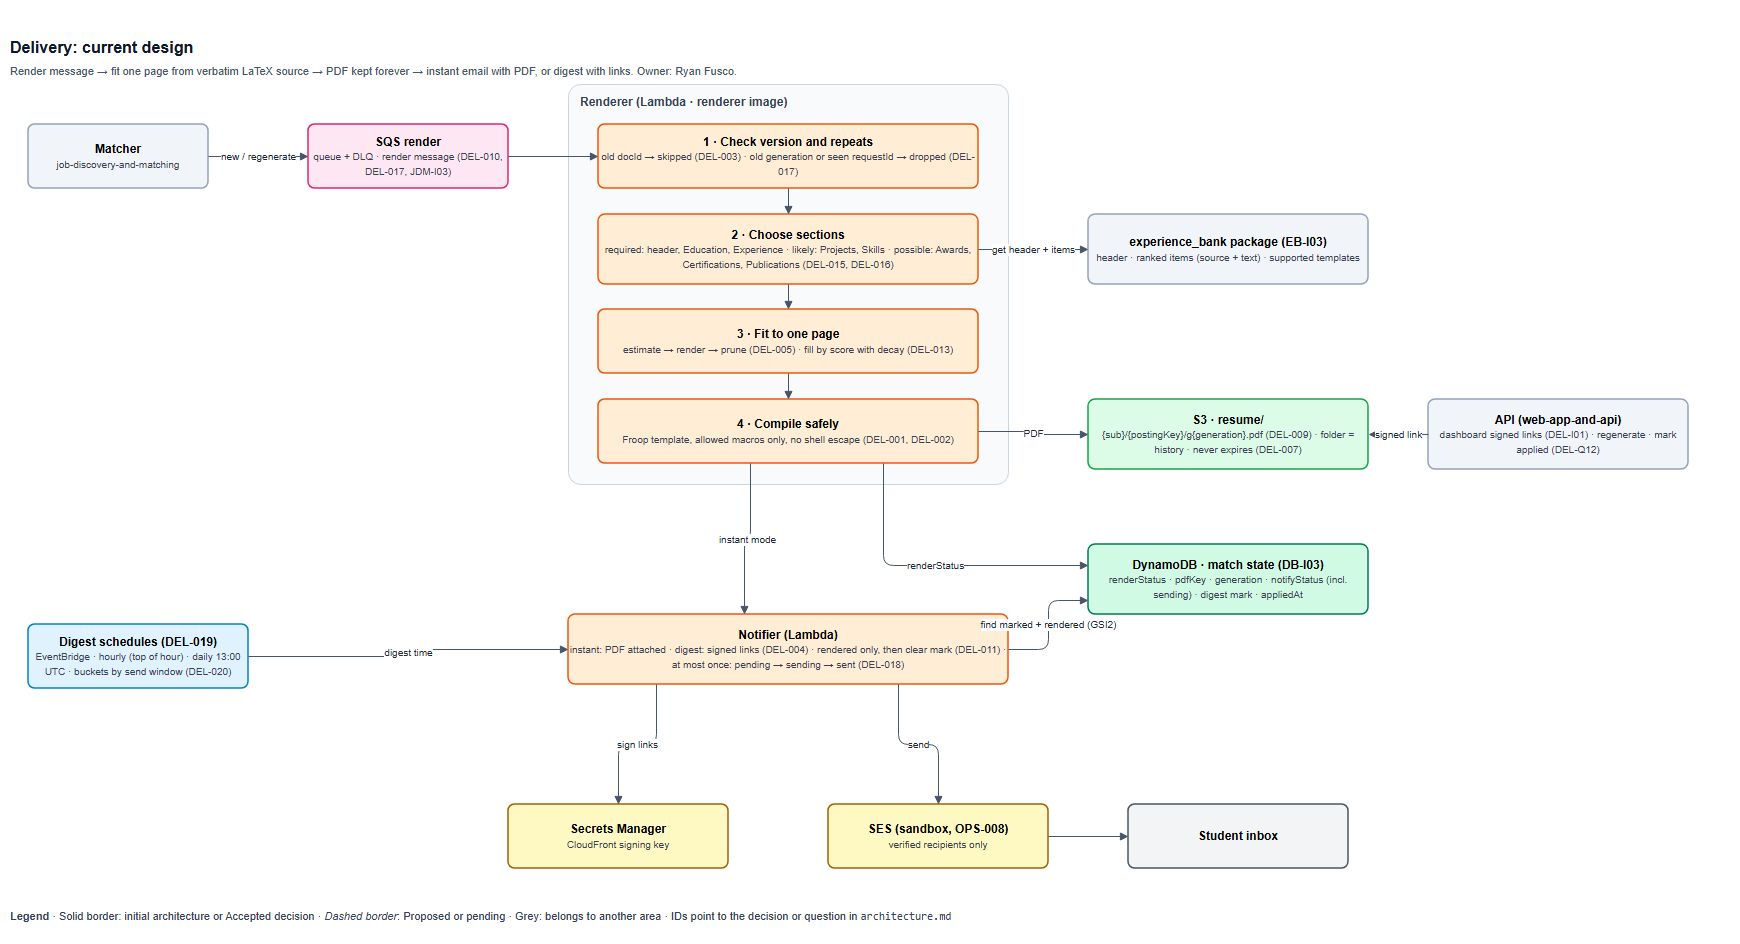 Delivery: current design
Render message → fit one page from verbatim LaTeX source → PDF kept forever → instant email with PDF, or digest with links. Owner: Ryan Fusco.
Renderer (Lambda · renderer image)
Matcher
job-discovery-and-matching
new / regenerate
SQS render
queue + DLQ · render message (DEL-010,
DEL-017, JDM-I03)
1 · Check version and repeats
old docId → skipped (DEL-003) · old generation or seen requestId → dropped (DEL-
017)
2 · Choose sections
required: header, Education, Experience · likely: Projects, Skills · possible: Awards,
Certifications, Publications (DEL-015, DEL-016)
get header + items
experience_bank package (EB-I03)
header · ranked items (source + text) · supported templates
3 · Fit to one page
estimate → render → prune (DEL-005) · fill by score with decay (DEL-013)
4 · Compile safely
Froop template, allowed macros only, no shell escape (DEL-001, DEL-002)
PDF
S3 · resume/
{sub}/{postingKey}/g{generation}.pdf (DEL-009) · folder =
history · never expires (DEL-007)
signed link
API (web-app-and-api)
dashboard signed links (DEL-I01) · regenerate · mark
applied (DEL-Q12)
instant mode
renderStatus
DynamoDB · match state (DB-I03)
renderStatus · pdfKey · generation · notifyStatus (incl.
sending) · digest mark · appliedAt
find marked + rendered (GSI2)
Digest schedules (DEL-019)
EventBridge · hourly (top of hour) · daily 13:00
UTC · buckets by send window (DEL-020)
digest time
Notifier (Lambda)
instant: PDF attached · digest: signed links (DEL-004) · rendered only, then clear mark (DEL-011) ·
at most once: pending → sending → sent (DEL-018)
sign links
send
Secrets Manager
CloudFront signing key
SES (sandbox, OPS-008)
verified recipients only
Student inbox
Legend · Solid border: initial architecture or Accepted decision · Dashed border: Proposed or pending · Grey: belongs to another area · IDs point to the decision or question in architecture.md